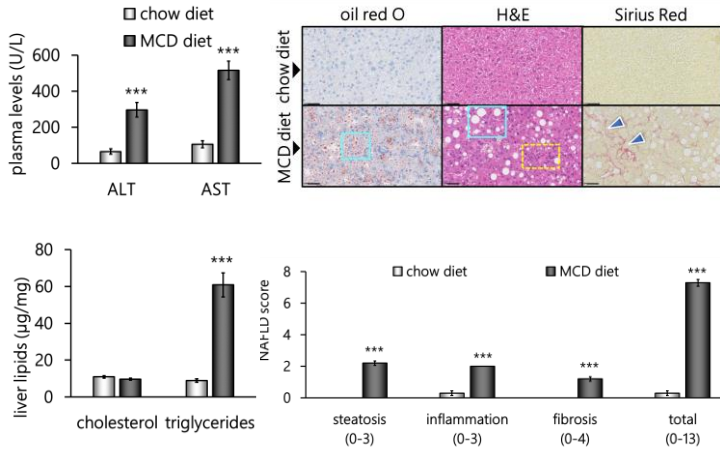 chow diet
MCD diet
plasma levels (U/L)
600
400
200
0
***
***
ALT
AST
oil red O
H&E
Sirius Red
chow diet
MCD diet
liver lipids (µg/mg)
80
60
40
20
0
***
cholesterol triglycerides
NAFLD score
8
6
4
2
0
chow diet
MCD diet
***
***
***
***
steatosis
(0-3)
inflammation
(0-3)
fibrosis
(0-4)
total
(0-13)